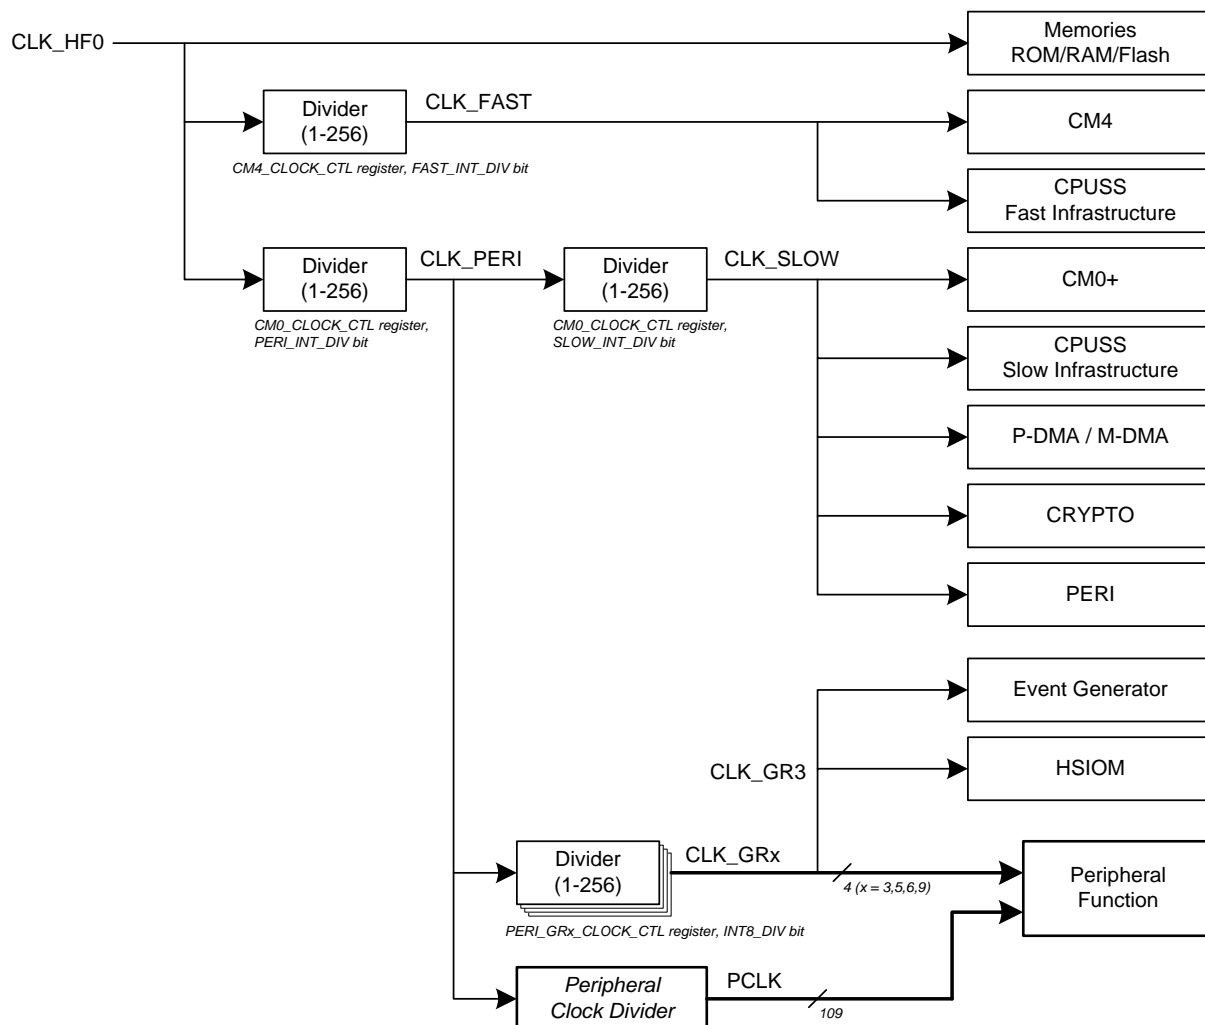 CLK_HF0
Memories
ROM/RAM/Flash
Divider
(1-256)
CLK_FAST
CM4
CM4_CLOCK_CTL register, FAST_INT_DIV bit
CPUSS
Fast Infrastructure
Divider
(1-256)
CLK_PERI
Divider
(1-256)
CLK_SLOW
CM0+
CM0_CLOCK_CTL register,
PERI_INT_DIV bit
CM0_CLOCK_CTL register,
SLOW_INT_DIV bit
CPUSS
Slow Infrastructure
P-DMA / M-DMA
CRYPTO
PERI
Event Generator
CLK_GR3
HSIOM
Divider
(1-256)
CLK_GRx
4 (x = 3,5,6,9)
Peripheral
Function
PERI_GRx_CLOCK_CTL register, INT8_DIV bit
Peripheral
Clock Divider
PCLK
109